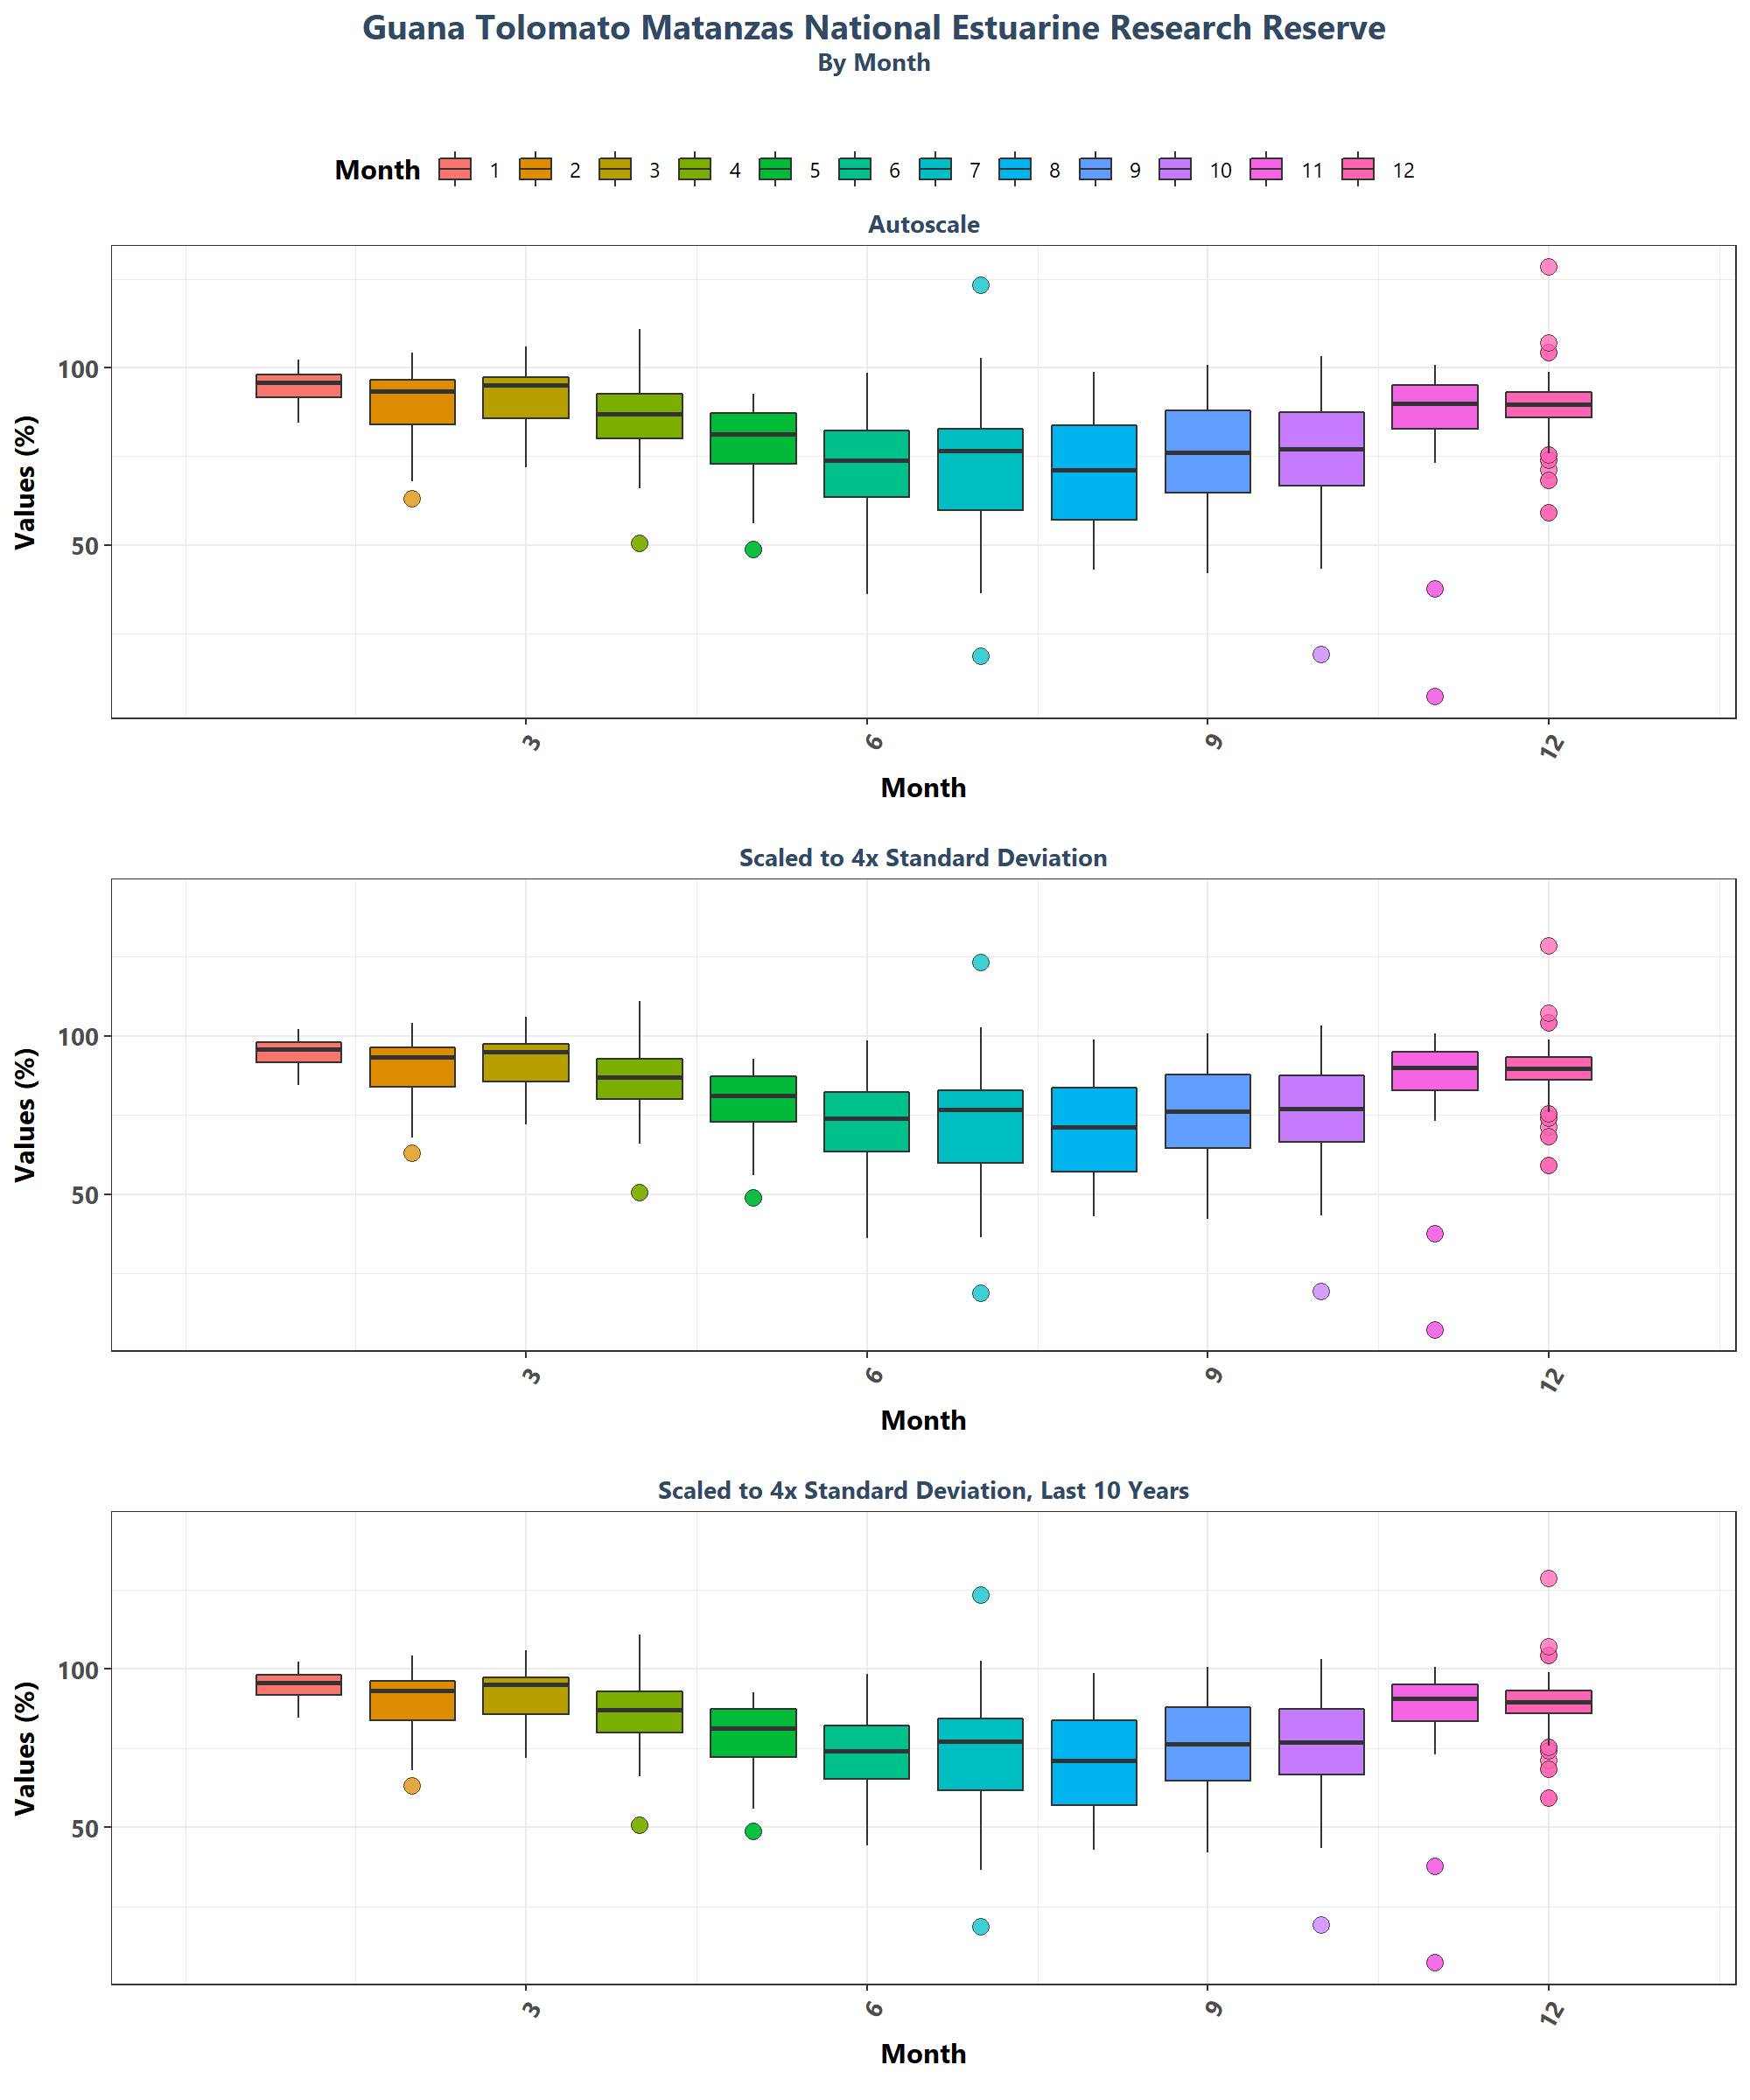 Guana Tolomato Matanzas National Estuarine Research Reserve
By Month
Month 1 2 3 4 5 6 7 8 9 10 11 12
Autoscale
Values (%)
100
50
3 6 9 12
Month
Scaled to 4x Standard Deviation
Values (%)
100
50
3 6 9 12
Month
Scaled to 4x Standard Deviation, Last 10 Years
Values (%)
100
50
3 6 9 12
Month